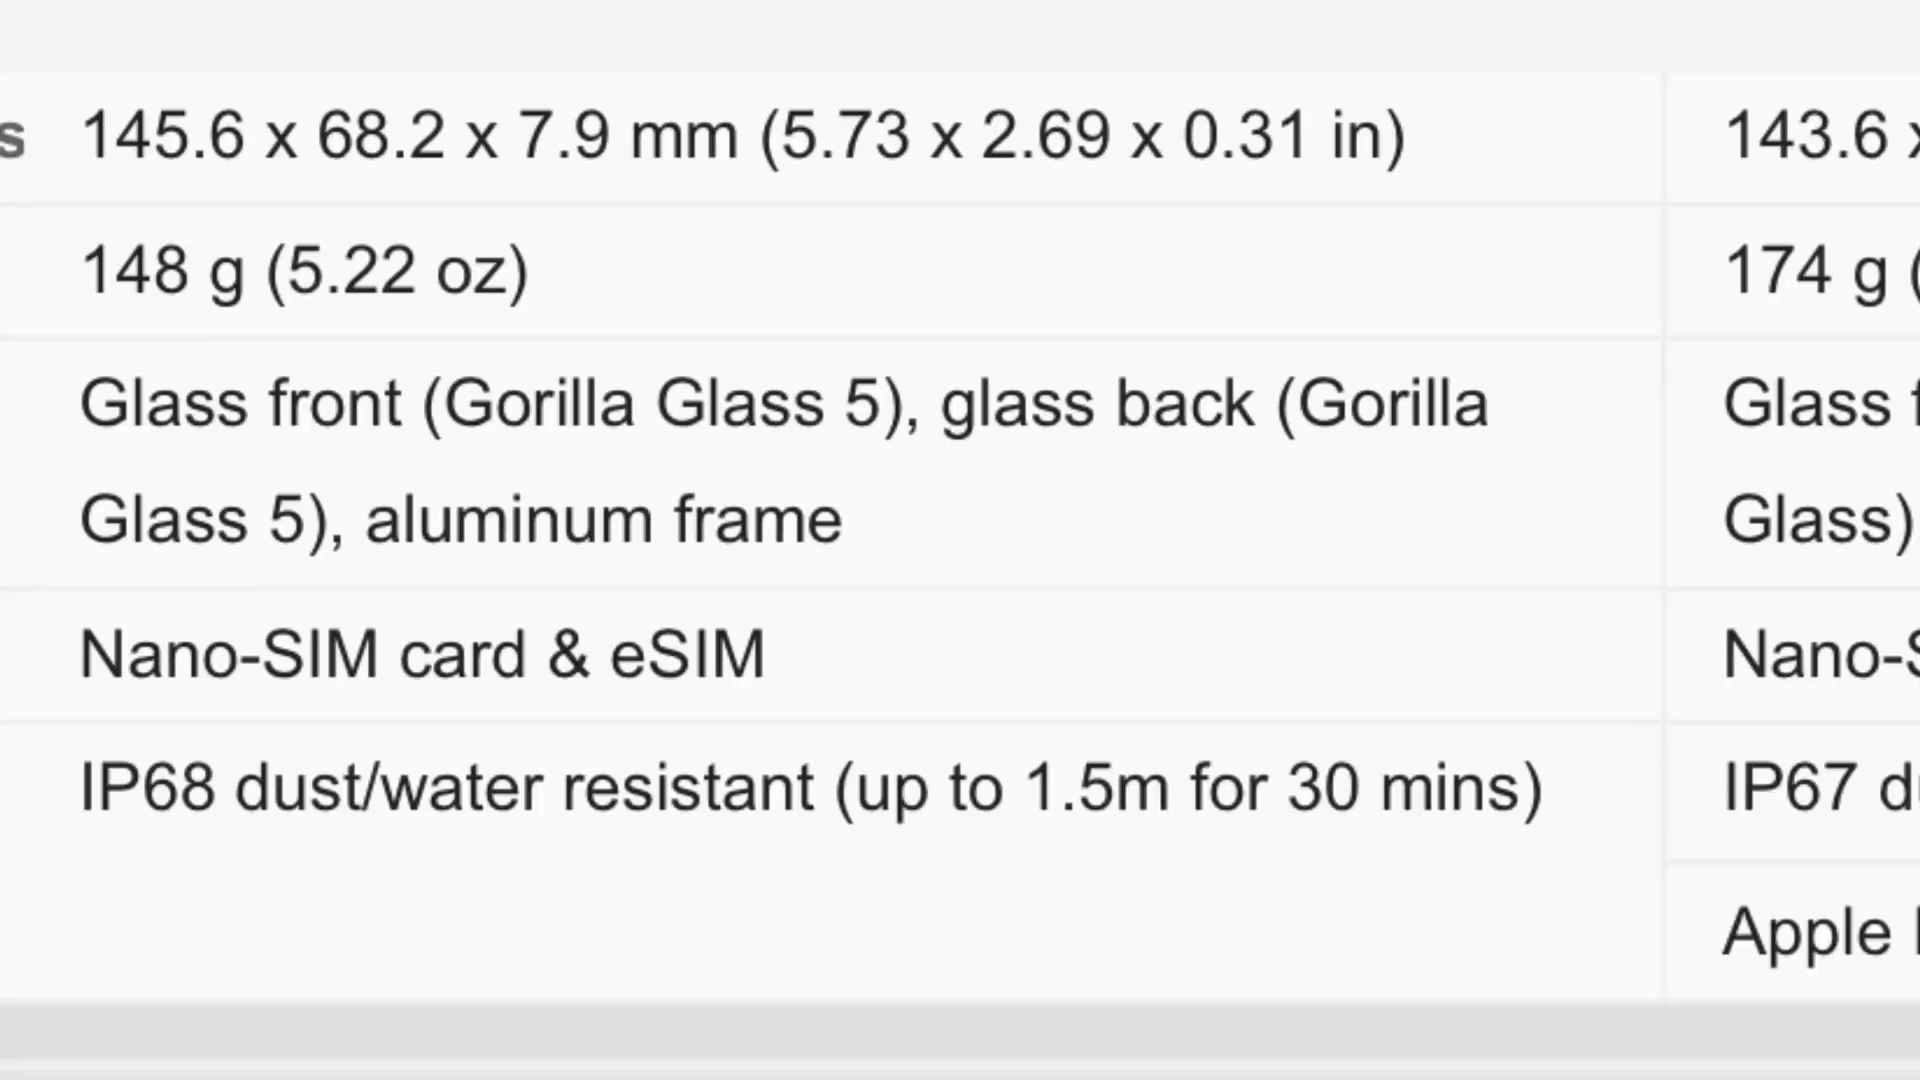 s 145.6 x 68.2 x 7.9 mm (5.73 x 2.69 x 0.31 in) 143.6 x
148 g (5.22 oz) 174 g (
Glass front (Gorilla Glass 5), glass back (Gorilla Glass
Glass 5), aluminum frame Glass)
Nano-SIM card & eSIM Nano-S
IP68 dust/water resistant (up to 1.5m for 30 mins) IP67
Apple